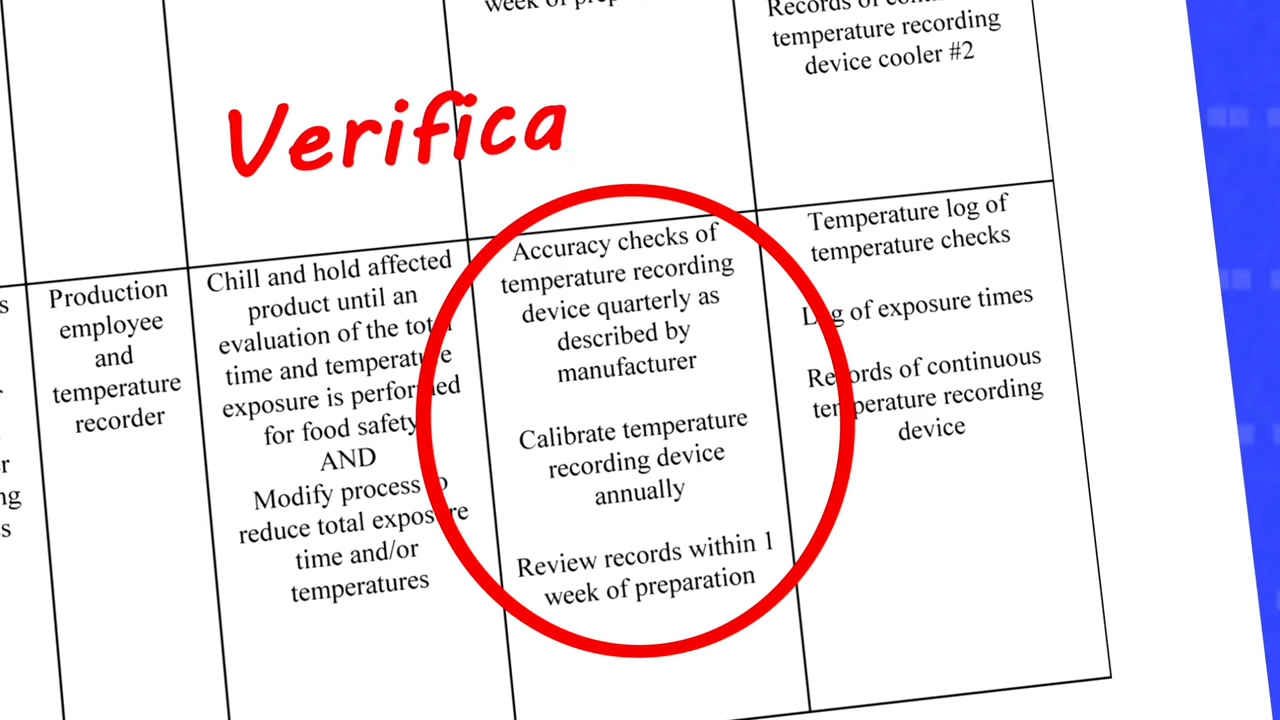 week of prep
Records of
temperature recording
device cooler #2
Verifica
Production
employee
and
temperature
recorder
Chill and hold affected
product until an
evaluation of the total
time and temperature
exposure is performed
for food safety
AND
Modify process to
reduce total exposure
time and/or
temperatures
Accuracy checks of
temperature recording
device quarterly as
described by
manufacturer
Calibrate temperature
recording device
annually
Review records within 1
week of preparation
Temperature log of
temperature checks
Log of exposure times
Records of continuous
temperature recording
device